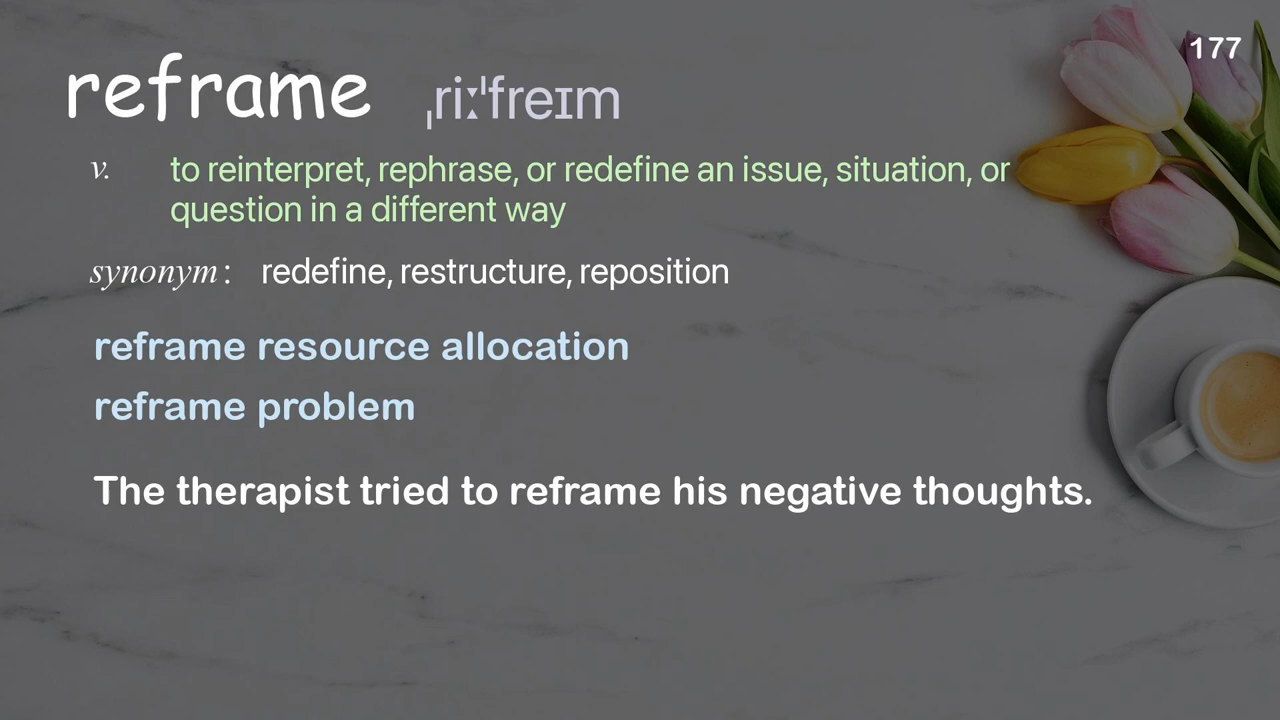 177
reframe ˌriːˈfreɪm
v. to reinterpret, rephrase, or redefine an issue, situation, or
question in a different way
synonym: redefine, restructure, reposition
reframe resource allocation
reframe problem
The therapist tried to reframe his negative thoughts.